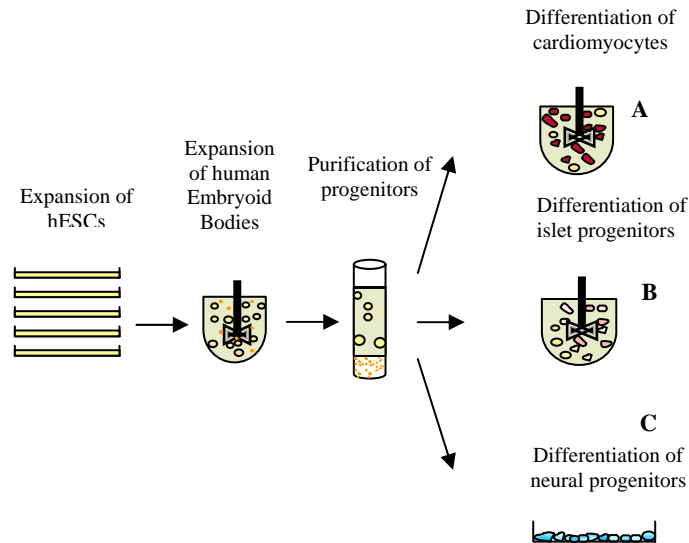 Expansion of
hESCs
Expansion
of human
Embryoid
Bodies
Purification of
progenitors
Differentiation of
cardiomyocytes
A
Differentiation of
islet progenitors
B
C
Differentiation of
neural progenitors